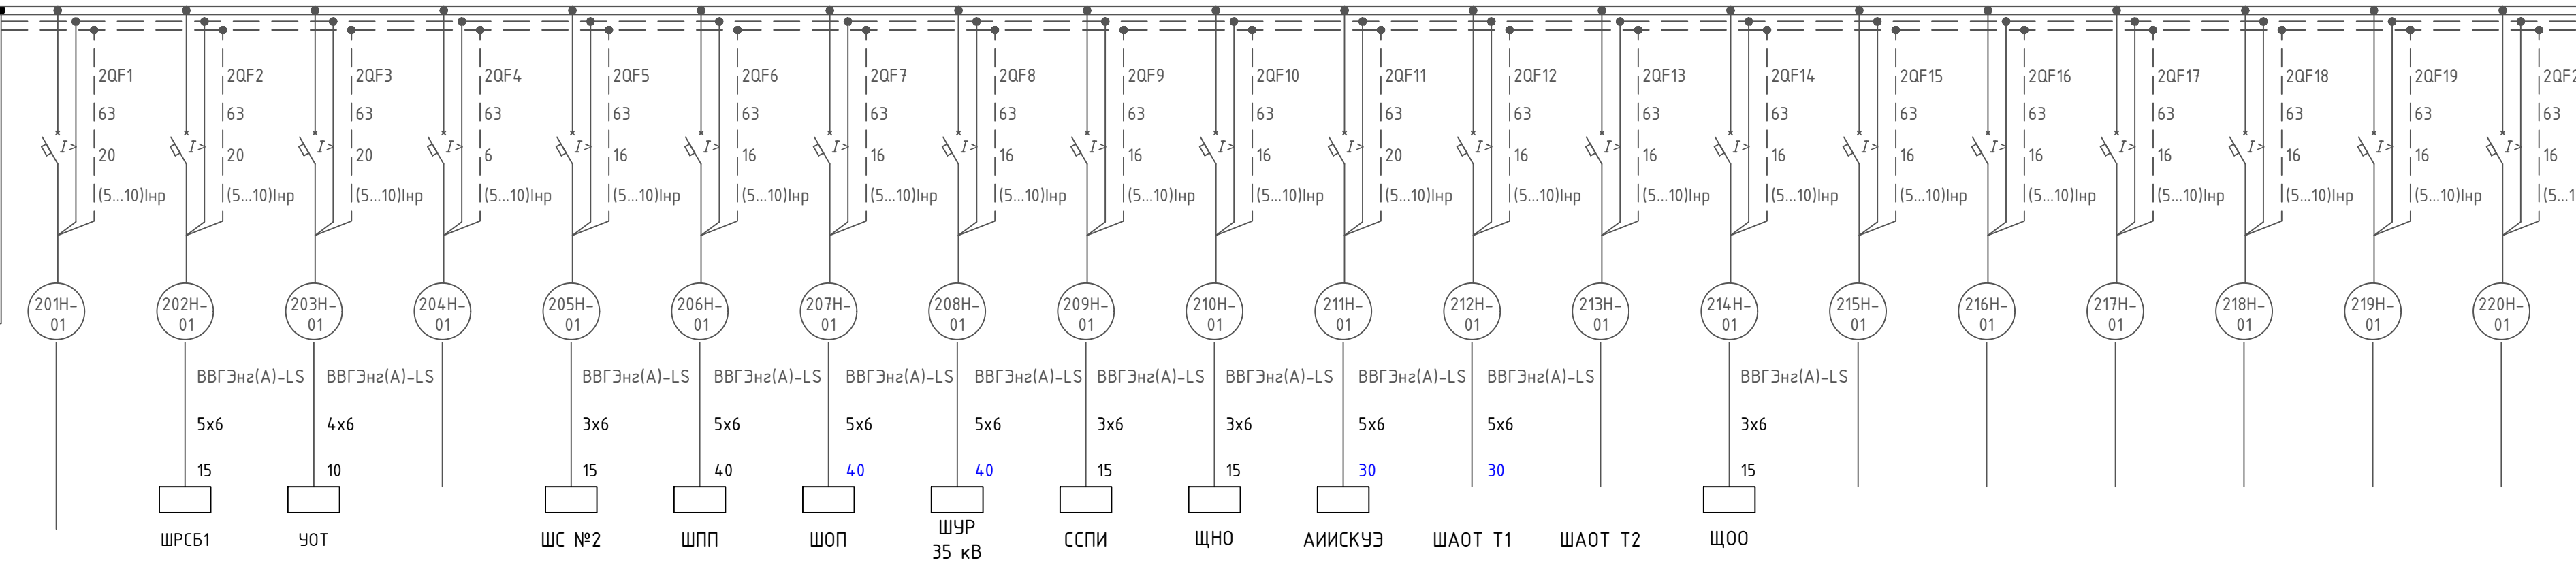 2QF1 2QF2 2QF3 2QF4 2QF5 2QF6 2QF7 2QF8 2QF9 2QF10 2QF11 2QF12 2QF13 2QF14 2QF15 2QF16 2QF17 2QF18 2QF19
63 63 63 63 63 63 63 63 63 63 63 63 63 63 63 63 63 63 63 63
I> I> I> I> I> I> I> I> I> I> I> I> I> I> I> I> I> I> I> I>
20 20 20 6 16 16 16 16 16 16 20 16 16 16 16 16 16 16 16 16
(5...10)Iнр (5...10)Iнр (5...10)Iнр (5...10)Iнр (5...10)Iнр (5...10)Iнр (5...10)Iнр (5...10)Iнр (5...10)Iнр (5...10)Iнр (5...10)Iнр (5...10)Iнр (5...10)Iнр (5...10)Iнр (5...10)Iнр (5...10)Iнр (5...10)Iнр (5...10)Iнр (5...10)Iнр
201Н- 202Н- 203Н- 204Н- 205Н- 206Н- 207Н- 208Н- 209Н- 210Н- 211Н- 212Н- 213Н- 214Н- 215Н- 216Н- 217Н- 218Н- 219Н- 220Н-
01 01 01 01 01 01 01 01 01 01 01 01 01 01 01 01 01 01 01 01
ВВГЭнг(А)-LS ВВГЭнг(А)-LS ВВГЭнг(А)-LS ВВГЭнг(А)-LS ВВГЭнг(А)-LS ВВГЭнг(А)-LS ВВГЭнг(А)-LS ВВГЭнг(А)-LS ВВГЭнг(А)-LS ВВГЭнг(А)-LS ВВГЭнг(А)-LS
5х6 4х6 3х6 5х6 5х6 5х6 3х6 3х6 5х6 5х6 3х6
15 10 15 40 40 40 15 15 30 30 15
ШРСБ1 УОТ ШС №2 ШПП ШОП ШУР ССПИ ЩНО АИИСКУЭ ШАОТ Т1 ШАОТ Т2 ЩОО
35 кВ